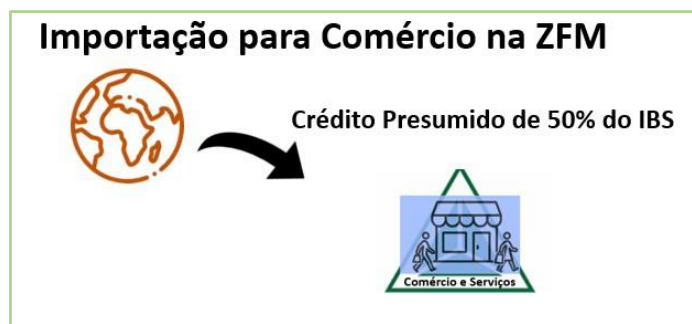 Importação para Comércio na ZFM
Crédito Presumido de 50% do IBS
Comércio e Serviços